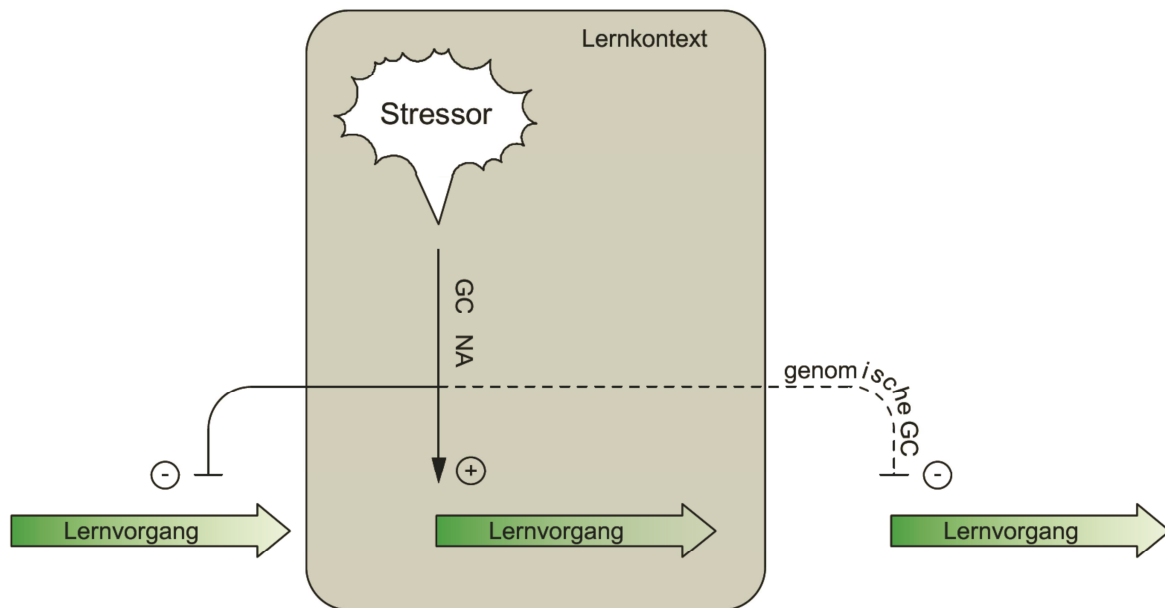 Lernkontext
Stressor
GC NA
genomische GC
-
+
-
Lernvorgang
Lernvorgang
Lernvorgang